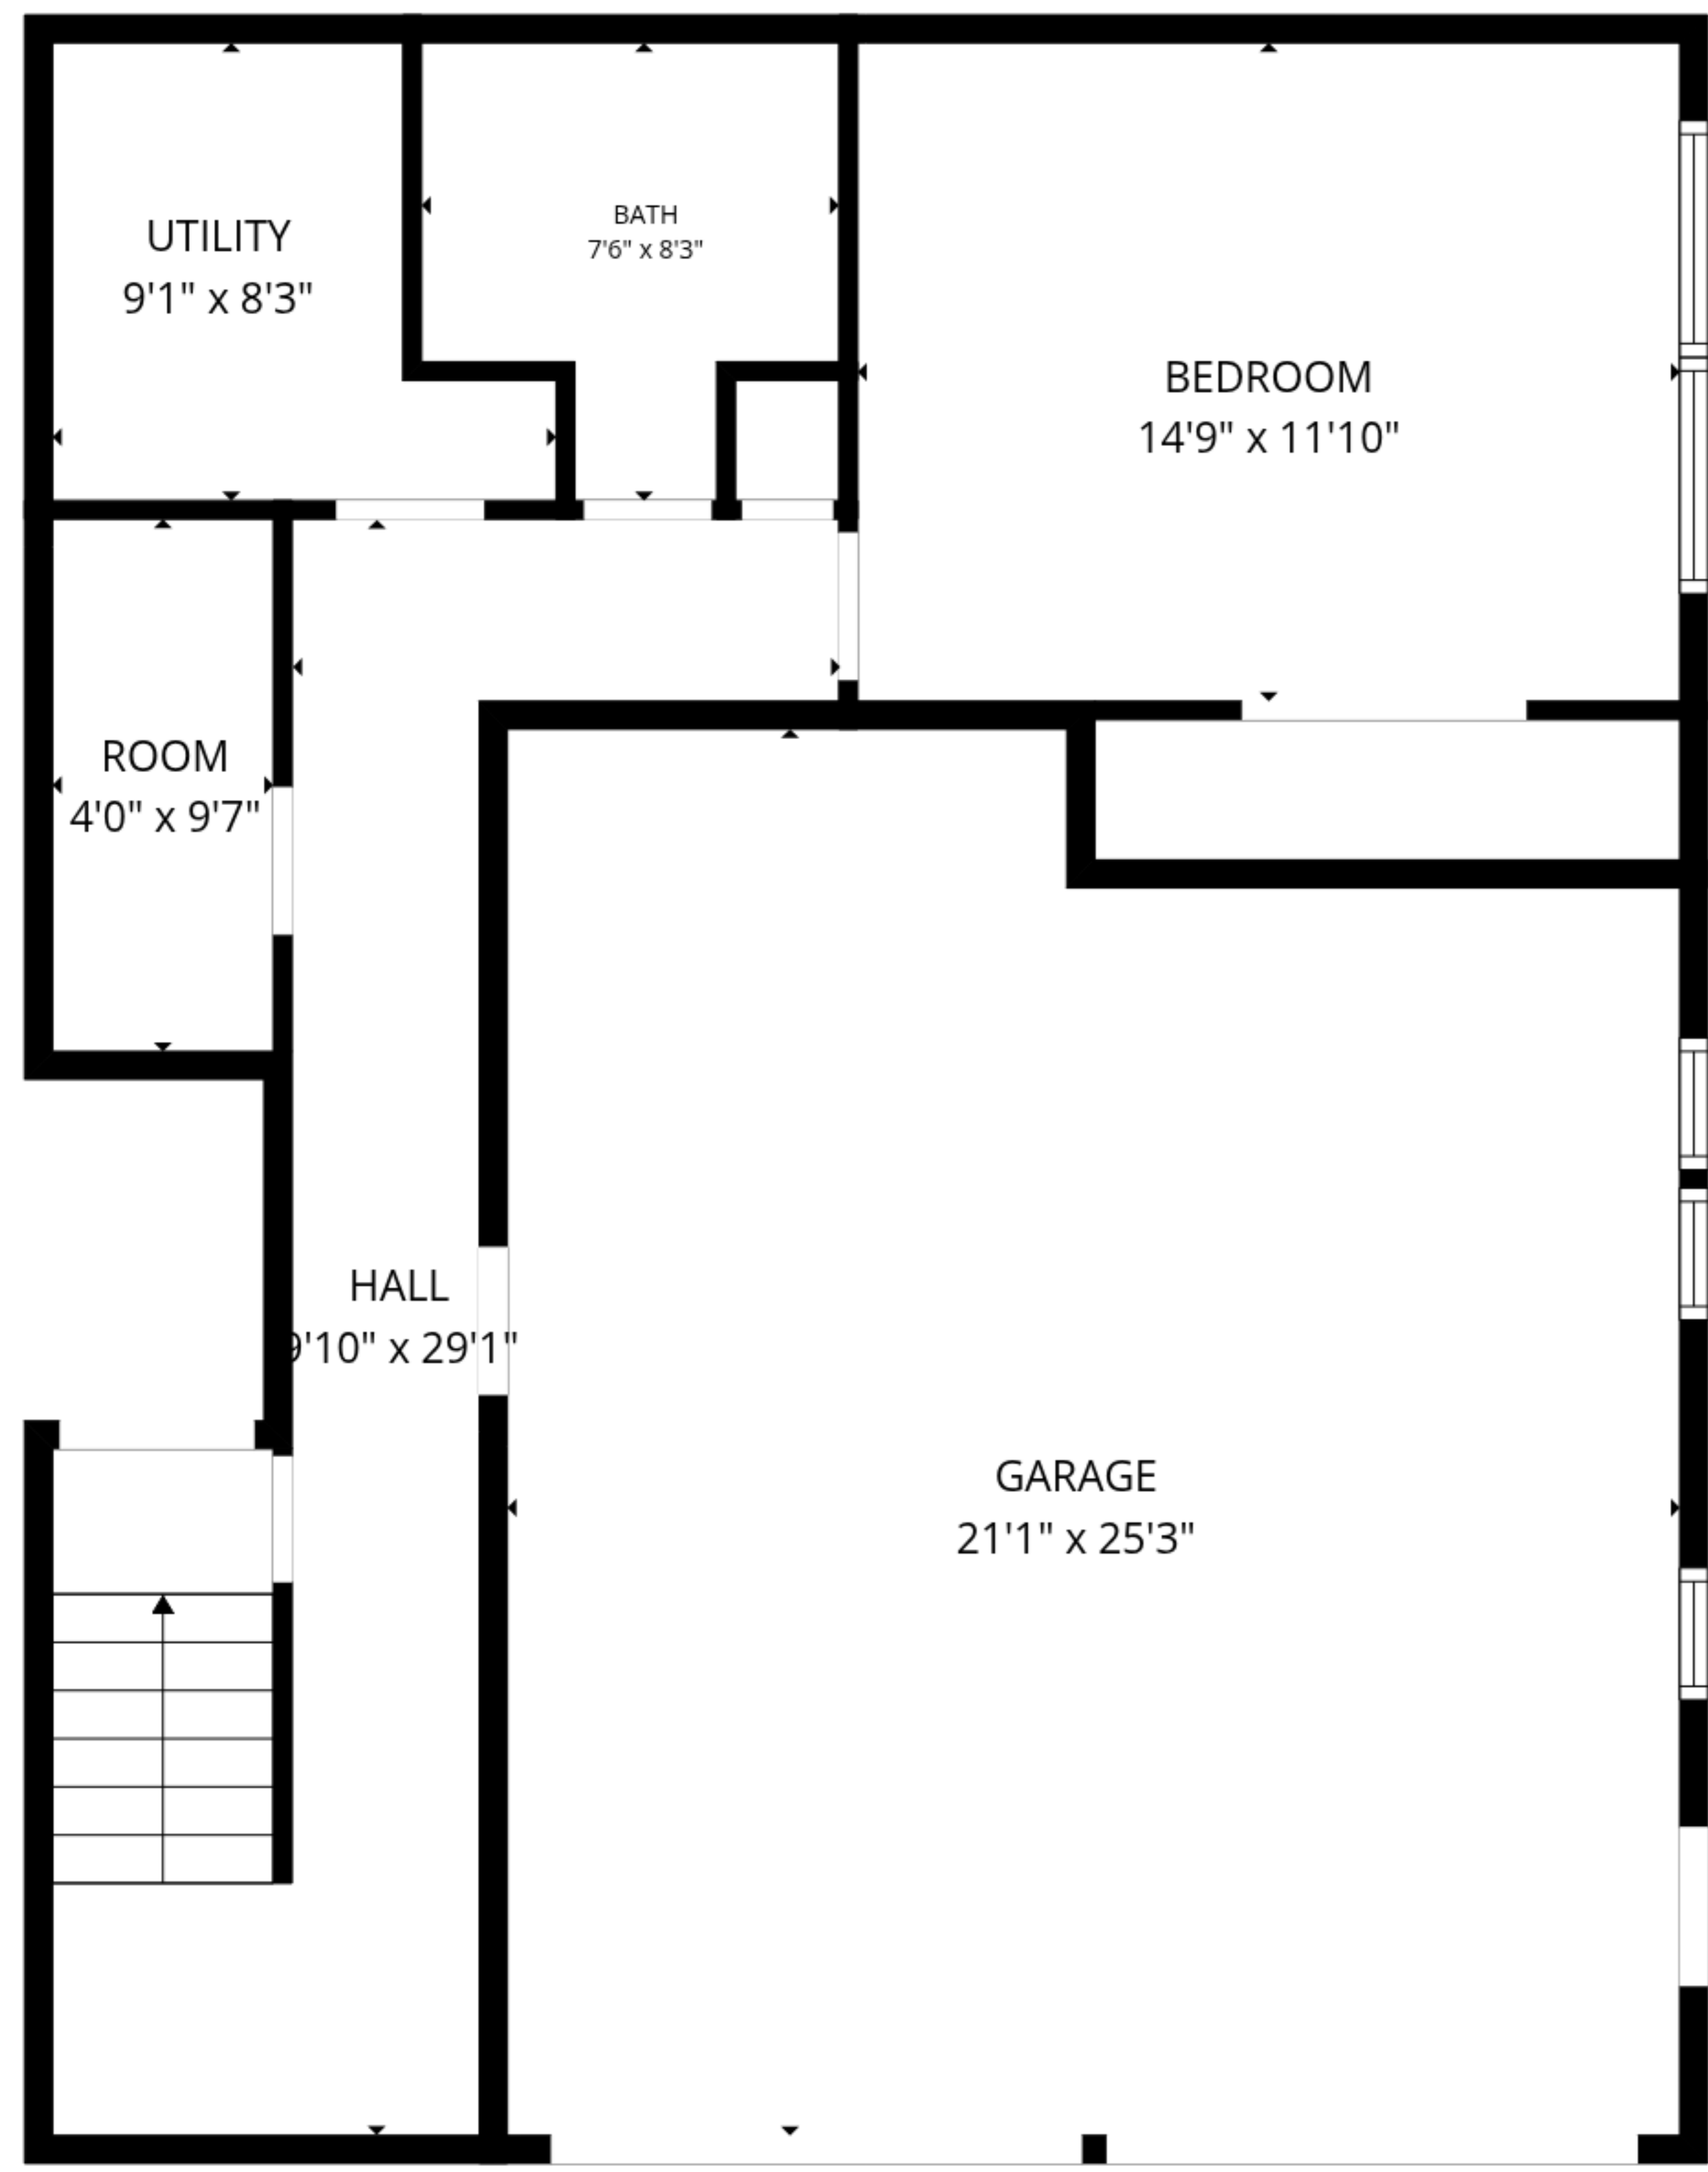 UTILITY
9'1" x 8'3"
BATH
7'6" x 8'3"
BEDROOM
14'9" x 11'10"
ROOM
4'0" x 9'7"
HALL
9'10" x 29'1"
GARAGE
21'1" x 25'3"